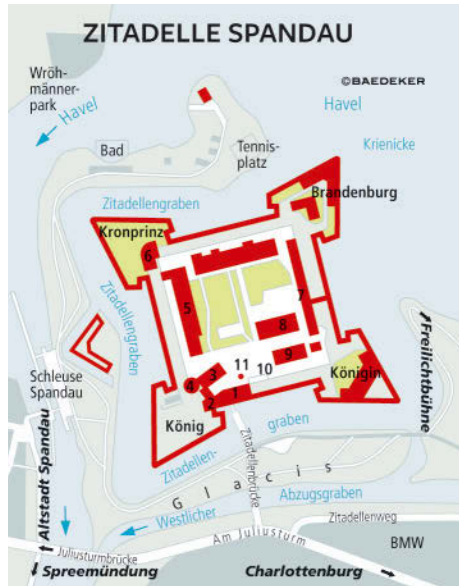 ZITADELLE SPANDAU
Wröh-
männer-
park
©BAEDEKER
Havel
Havel
Krienicke
Bad
Tennis-
platz
Zitadellengraben
Brandenburg
Kronprinz
6
5
7
8
9
3
11
10
4
2
1
Zitadellengraben
Schleuse
Spandau
König
Königin
Freilichtbühne
Zitadellen-
graben
Zitadellenbrücke
Glacis
Altstadt Spandau
Westlicher
Abzugsgraben
Zitadellenweg
Am Juliusturm
Juliusturmbrücke
BMW
Spreemündung
Charlottenburg